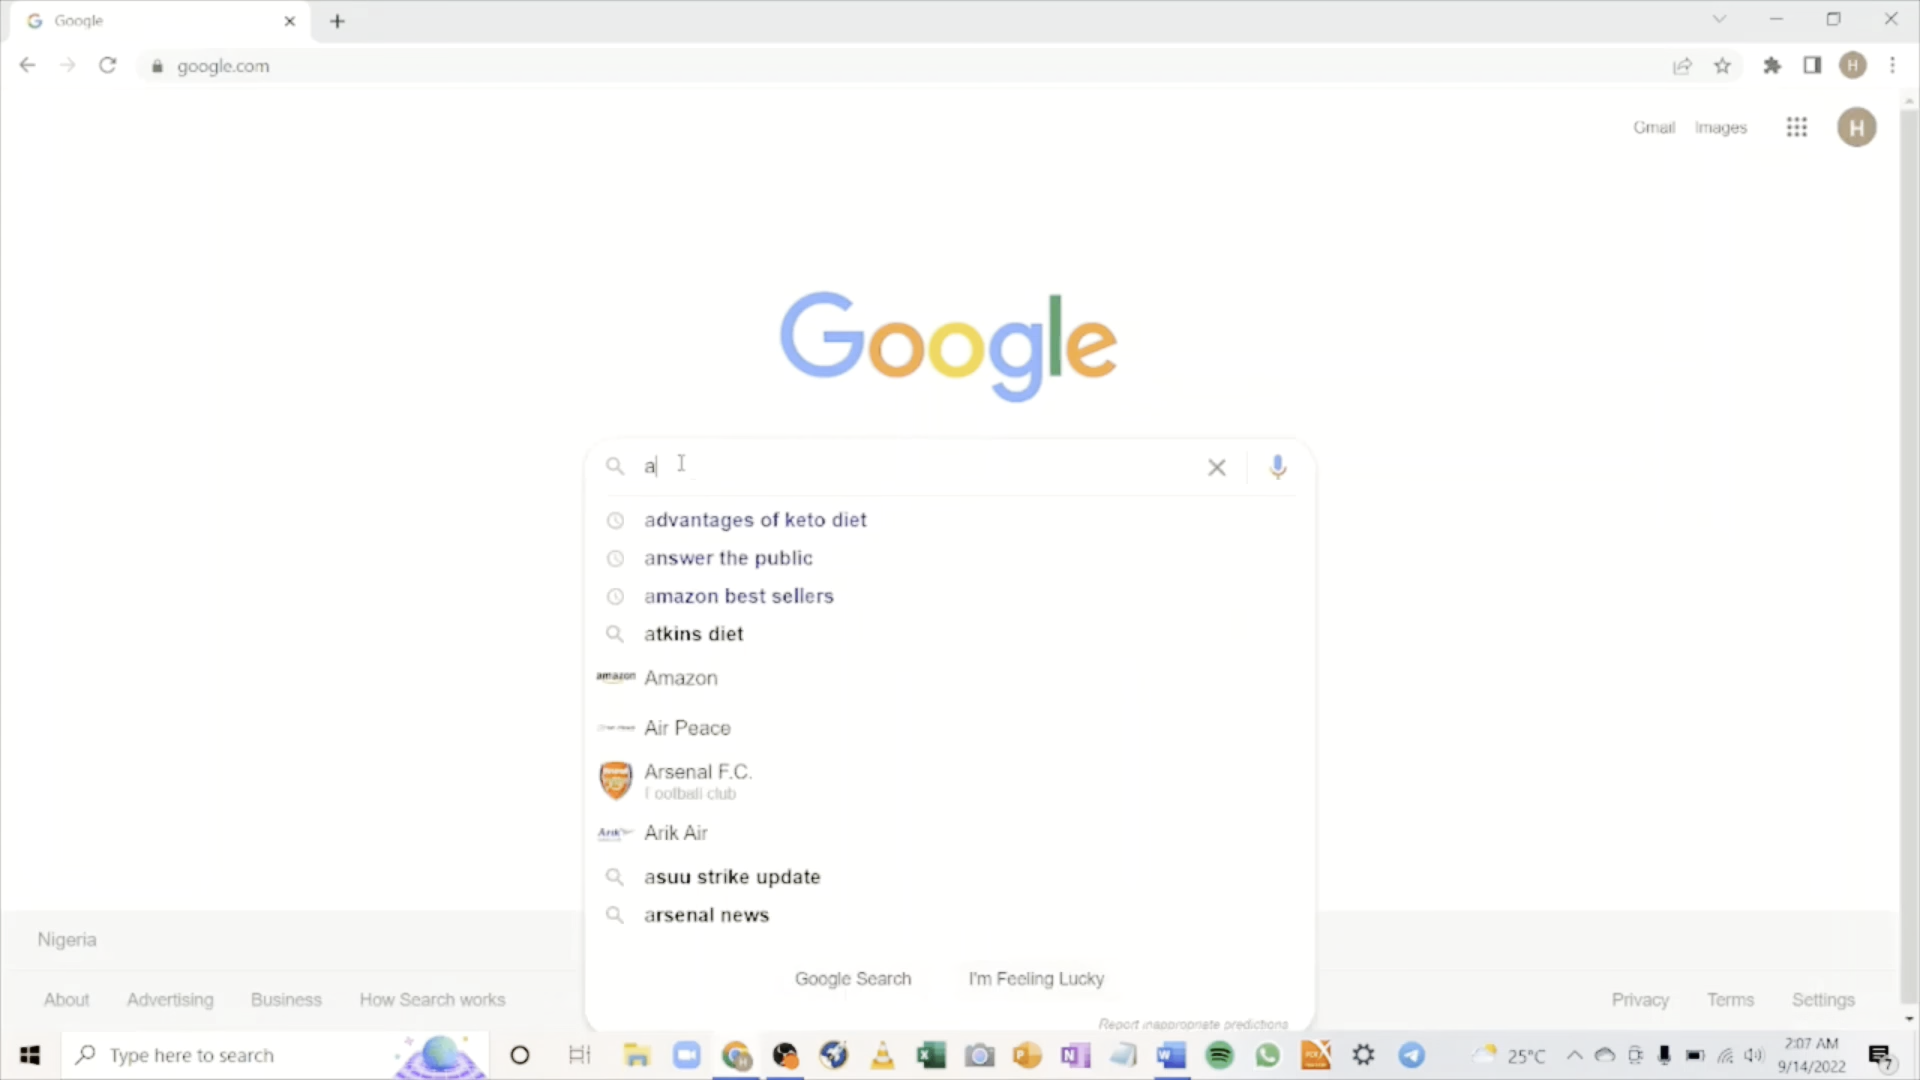 Google
google.com
H
Gmail
Images
H
Google
a
advantages of keto diet
answer the public
amazon best sellers
atkins diet
amazon
Amazon
Air Peace
Arsenal F.C.
Football club
Arik
Arik Air
asuu strike update
arsenal news
Google Search
I'm Feeling Lucky
Report inappropriate predictions
Nigeria
About
Advertising
Business
How Search works
Privacy
Terms
Settings
Type here to search
25°C
2:07 AM
9/14/2022
7